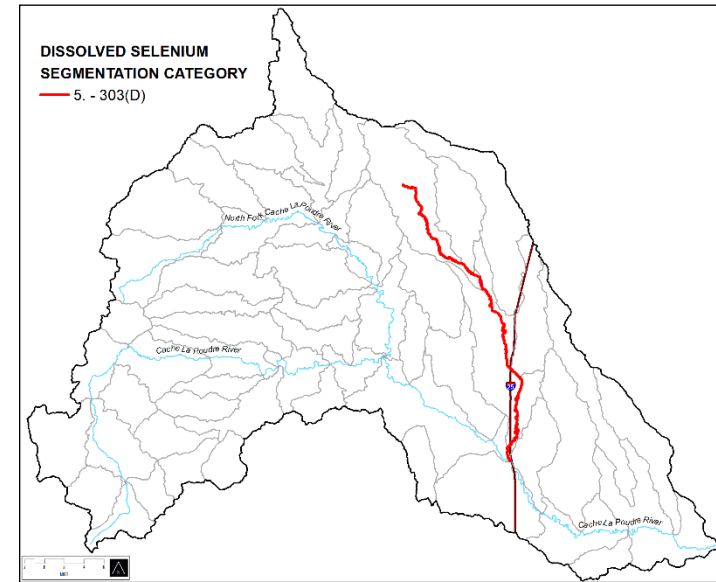 DISSOLVED SELENIUM
SEGMENTATION CATEGORY
5. - 303(D)
North Fork Cache La Poudre River
Cache La Poudre River
25
Cache La Poudre River